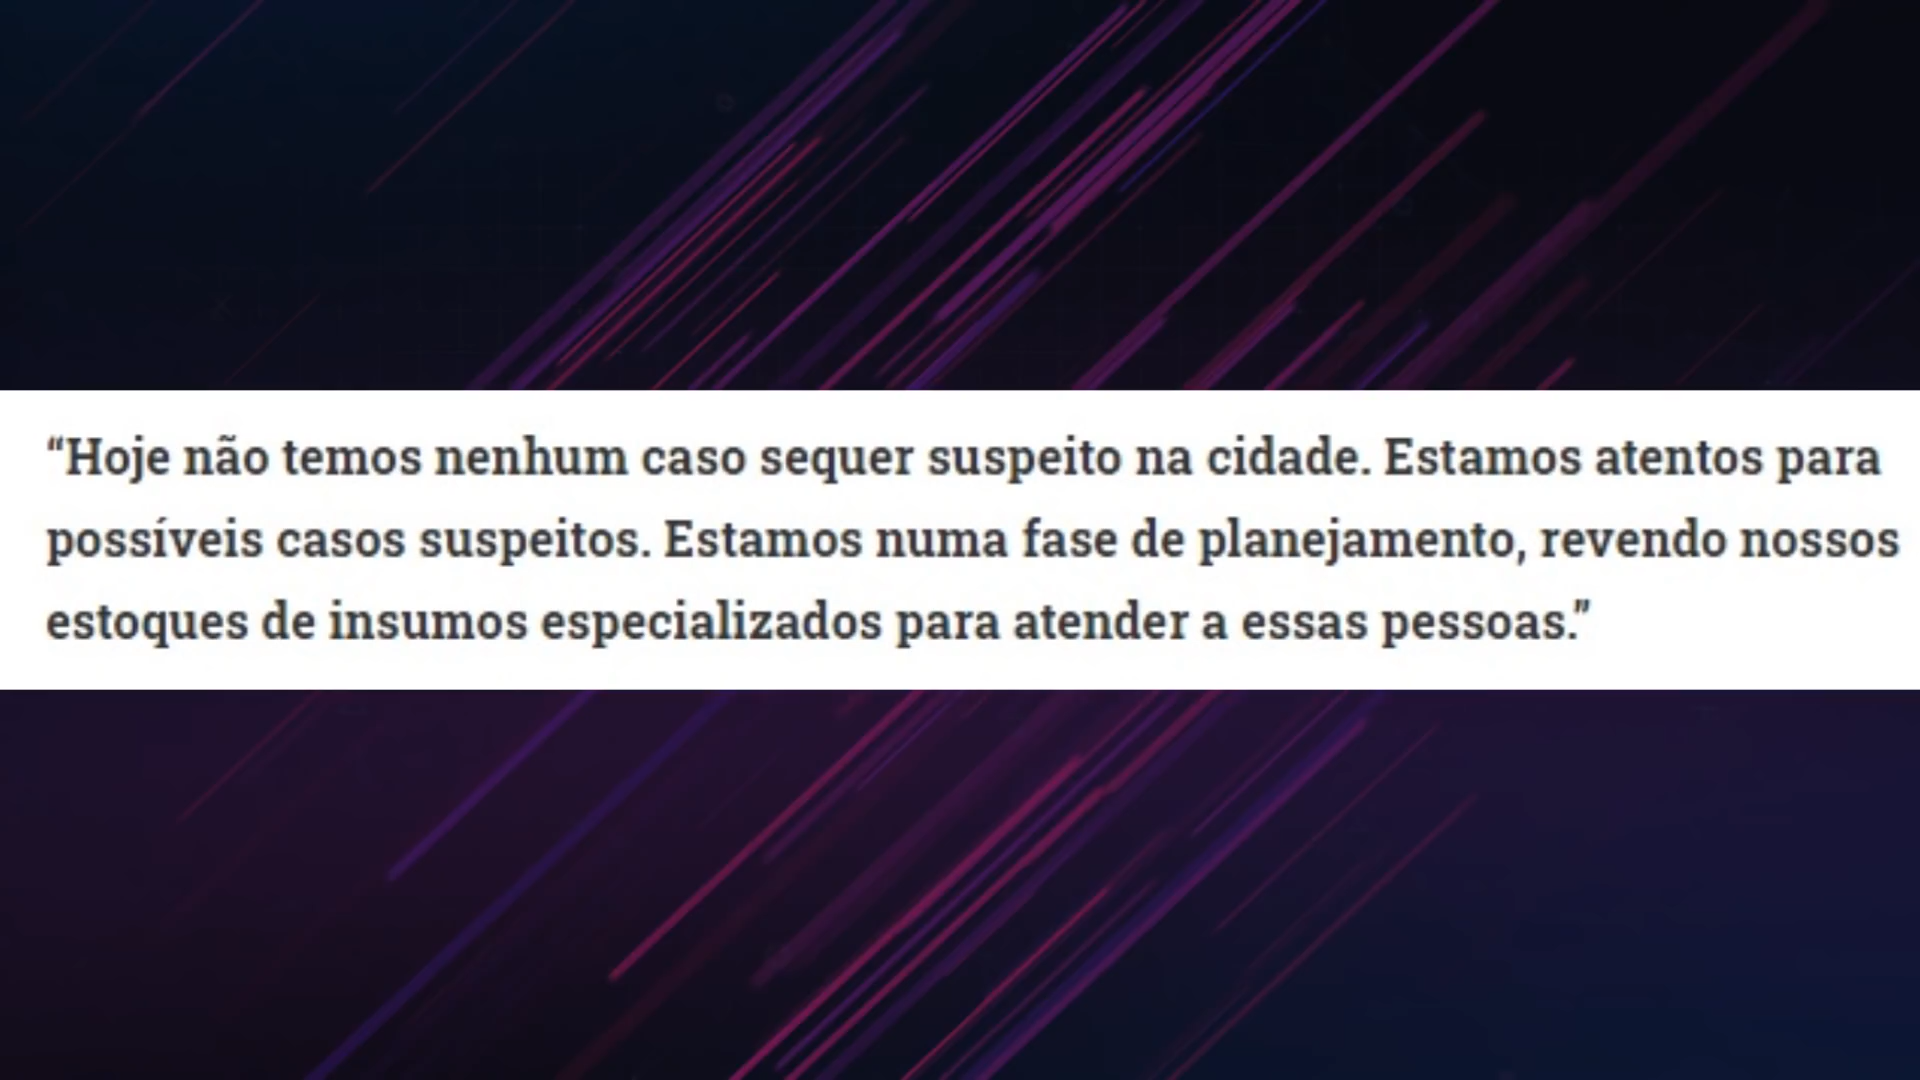 “Hoje não temos nenhum caso sequer suspeito na cidade. Estamos atentos para
possíveis casos suspeitos. Estamos numa fase de planejamento, revendo nossos
estoques de insumos especializados para atender a essas pessoas.”